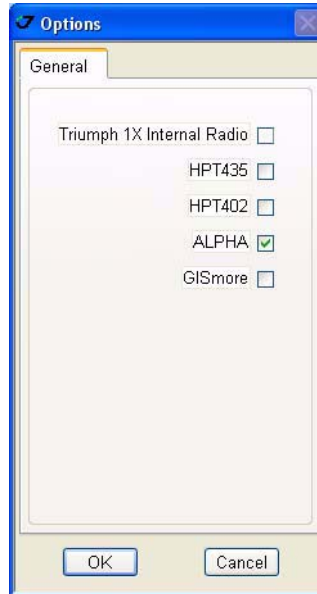 Options
General
Triumph 1X Internal Radio
HPT435
HPT402
ALPHA
GISmore
OK
Cancel